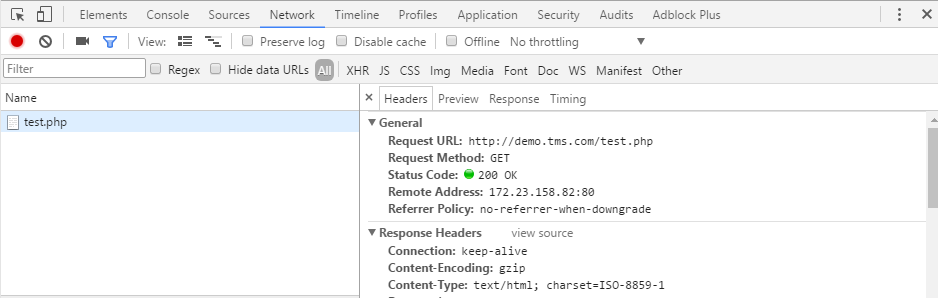 Elements Console Sources Network Timeline Profiles Application Security Audits Adblock Plus
View: Preserve log Disable cache Offline No throttling
Filter Regex Hide data URLs All XHR JS CSS Img Media Font Doc WS Manifest Other
Name
test.php
× Headers Preview Response Timing
General
Request URL: http://demo.tms.com/test.php
Request Method: GET
Status Code: 200 OK
Remote Address: 172.23.158.82:80
Referrer Policy: no-referrer-when-downgrade
Response Headers view source
Connection: keep-alive
Content-Encoding: gzip
Content-Type: text/html; charset=ISO-8859-1